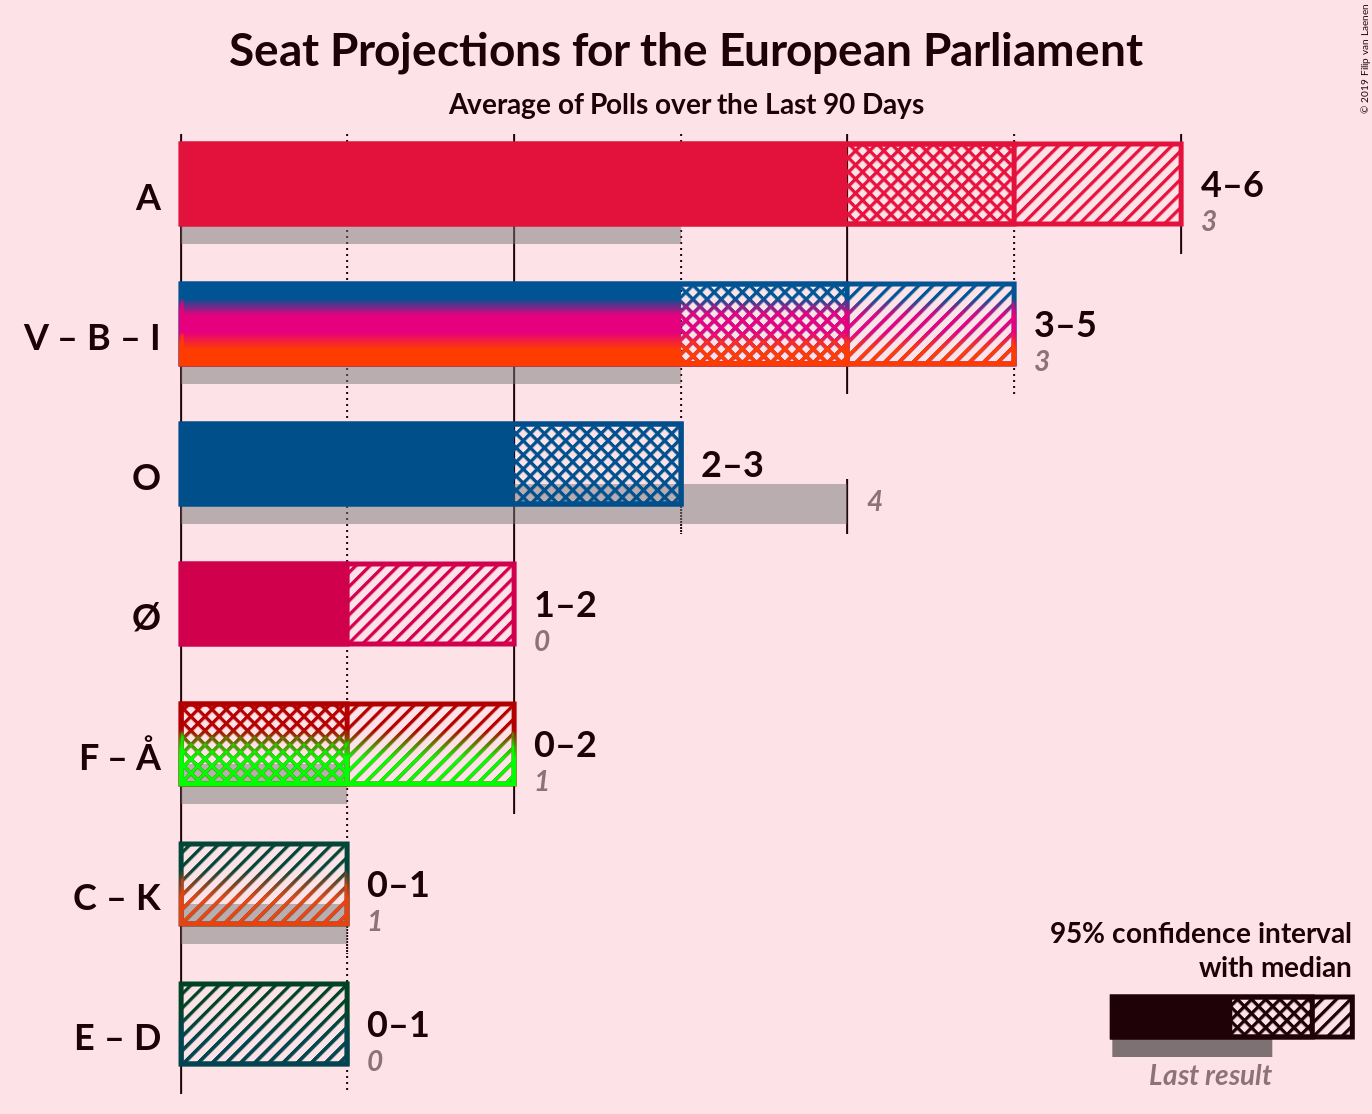 Seat Projections for the European Parliament
Average of Polls over the Last 90 Days
© 2019 Filip van Laenen
A
4–6
3
V – B – I
3–5
3
O
2–3
4
Ø
1–2
0
F – Å
0–2
1
C – K
0–1
1
E – D
0–1
0
95% confidence interval
with median
Last result